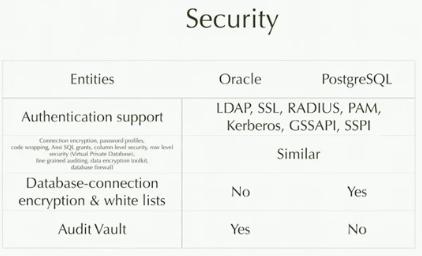 Security
Entities Oracle PostgreSQL
Authentication support
LDAP, SSL, RADIUS, PAM,
Kerberos, GSSAPI, SSPI
Connection encryption, password profiles,
code wrapping, Ansi SQL grants, column level security, row level
security (Virtual Private Database),
fine grained auditing, data encryption toolkit,
database firewall
Similar
Database-connection
encryption & white lists
No Yes
Audit Vault Yes No